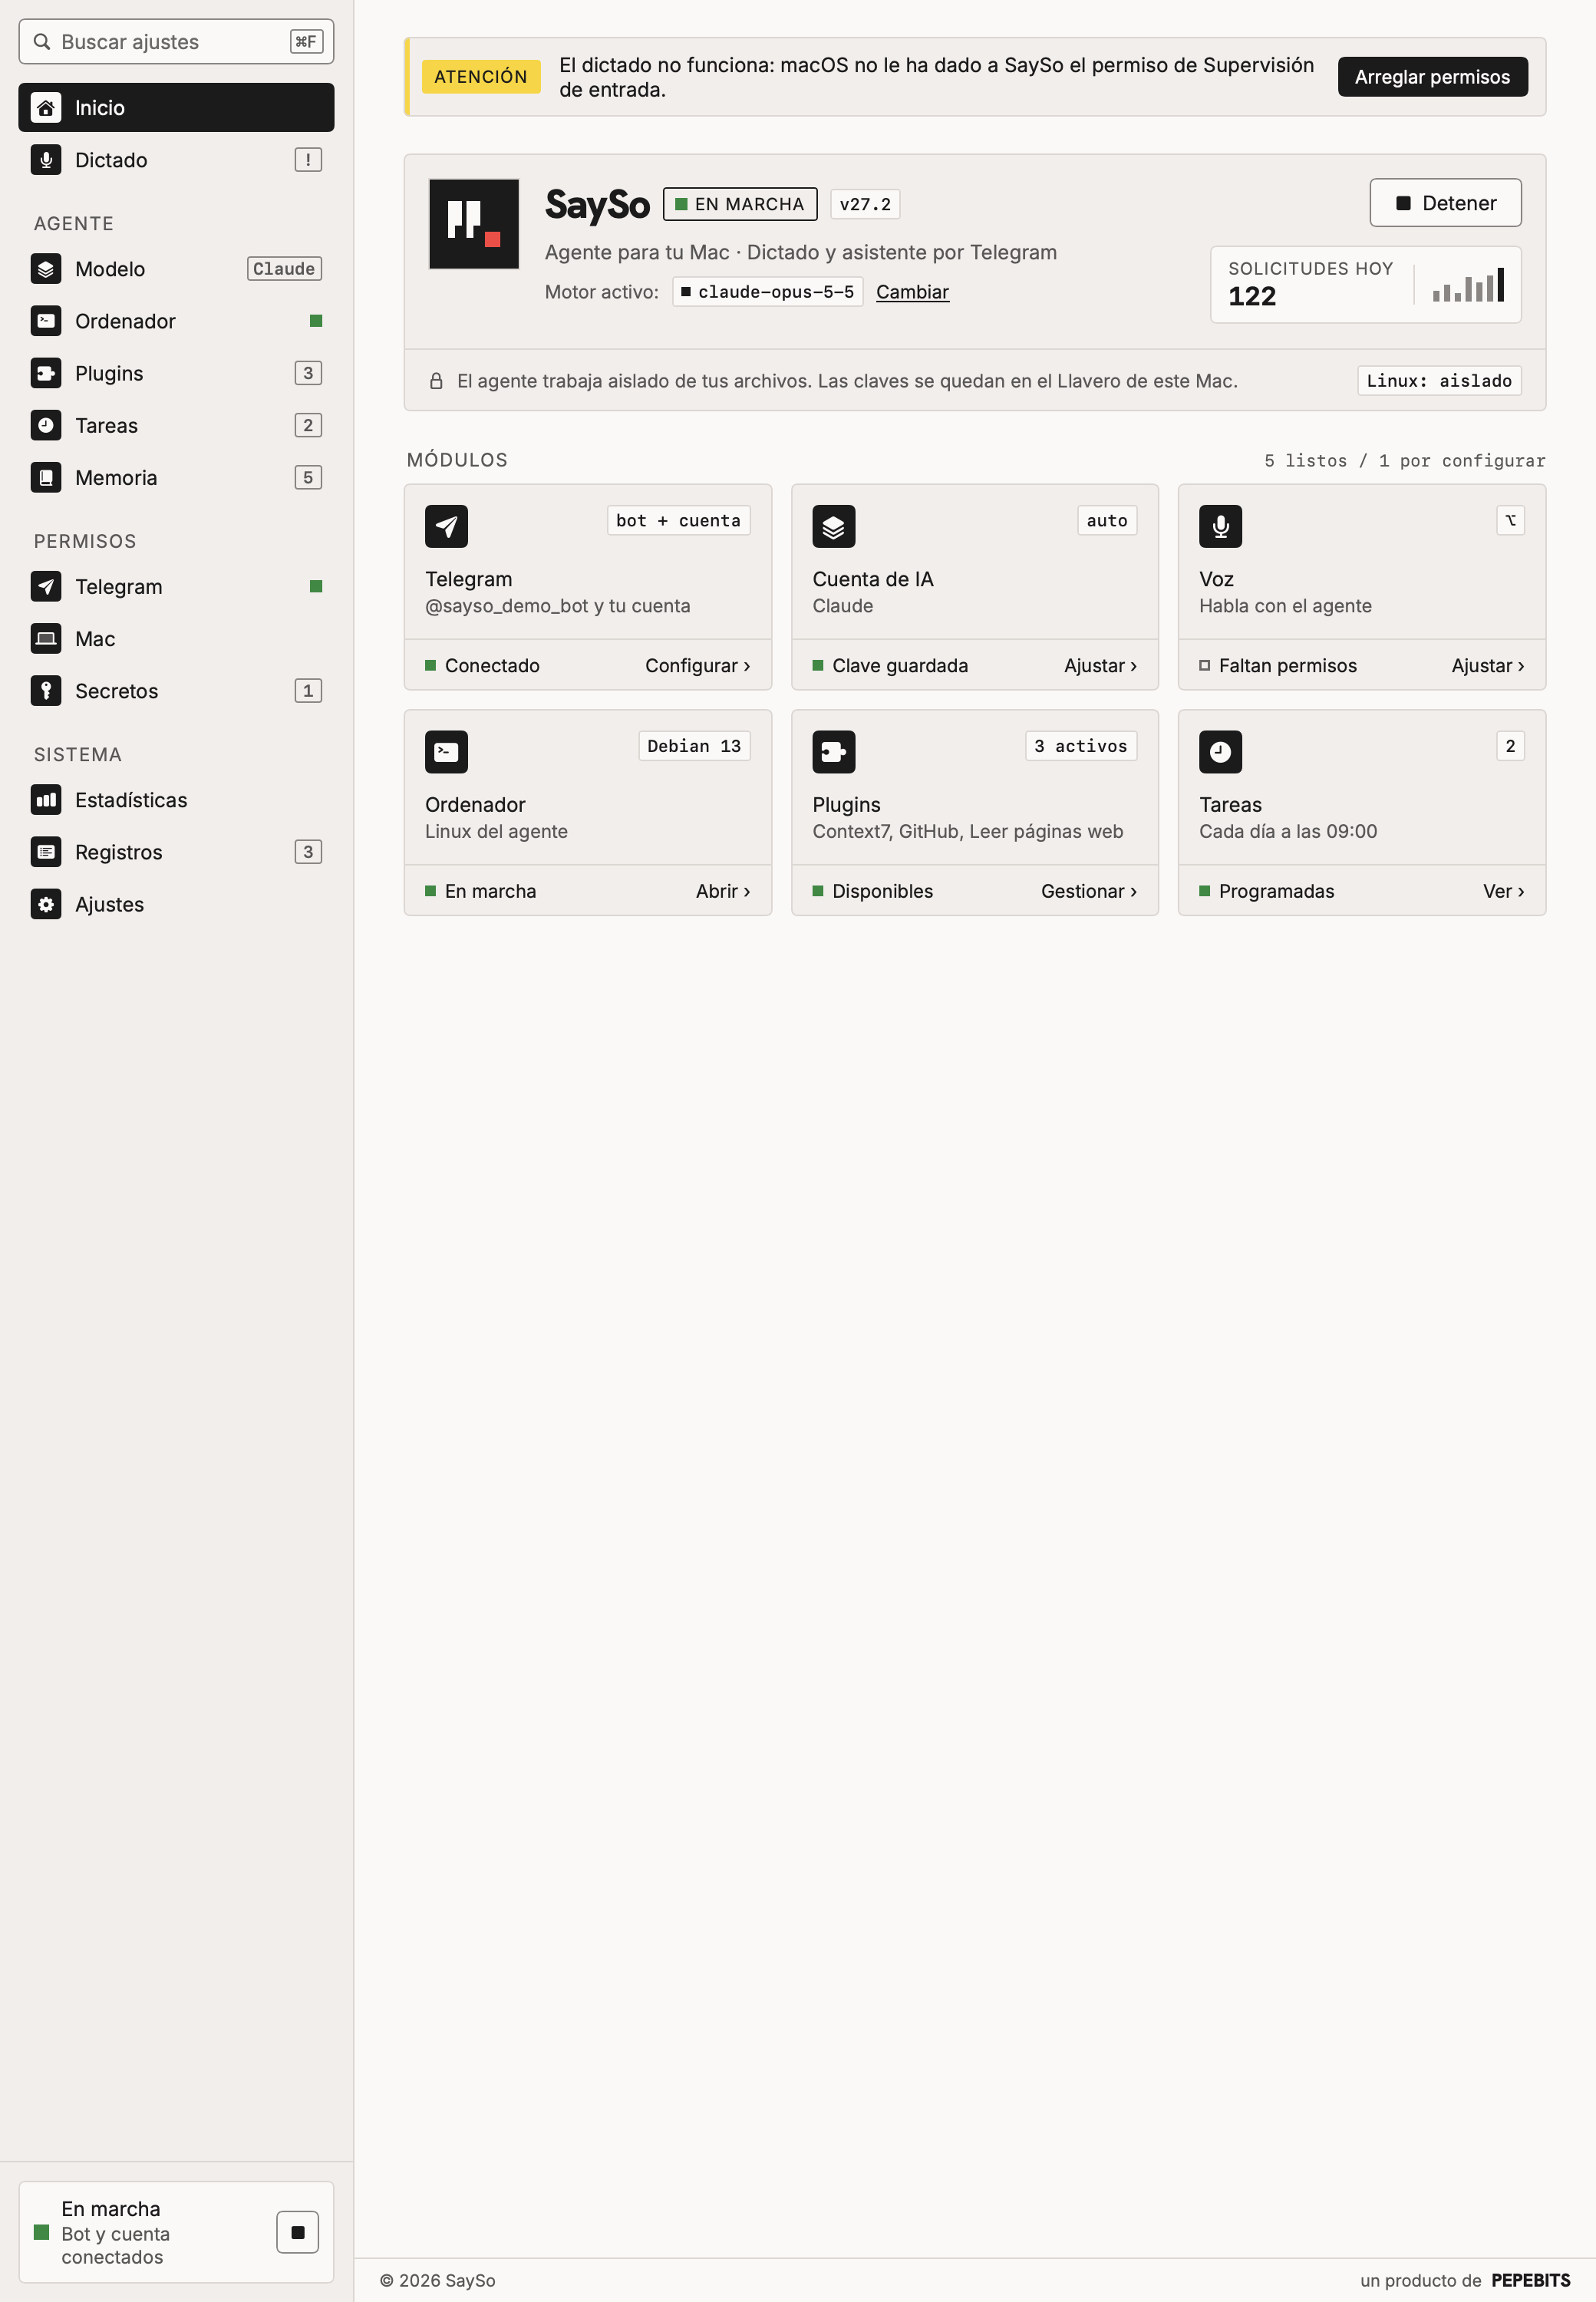 Buscar ajustes ⌘F
Inicio
Dictado !
AGENTE
Modelo Claude
Ordenador
Plugins 3
Tareas 2
Memoria 5
PERMISOS
Telegram
Mac
Secretos 1
SISTEMA
Estadísticas
Registros 3
Ajustes
En marcha
Bot y cuenta
conectados
ATENCIÓN
El dictado no funciona: macOS no le ha dado a SaySo el permiso de Supervisión
de entrada.
Arreglar permisos
SaySo EN MARCHA v27.2
Detener
Agente para tu Mac · Dictado y asistente por Telegram
Motor activo: claude-opus-5-5 Cambiar
SOLICITUDES HOY
122
El agente trabaja aislado de tus archivos. Las claves se quedan en el Llavero de este Mac.
Linux: aislado
MÓDULOS
5 listos / 1 por configurar
bot + cuenta
Telegram
@sayso_demo_bot y tu cuenta
Conectado Configurar ›
auto
Cuenta de IA
Claude
Clave guardada Ajustar ›
⌥
Voz
Habla con el agente
Faltan permisos Ajustar ›
Debian 13
Ordenador
Linux del agente
En marcha Abrir ›
3 activos
Plugins
Context7, GitHub, Leer páginas web
Disponibles Gestionar ›
2
Tareas
Cada día a las 09:00
Programadas Ver ›
© 2026 SaySo
un producto de PEPEBITS